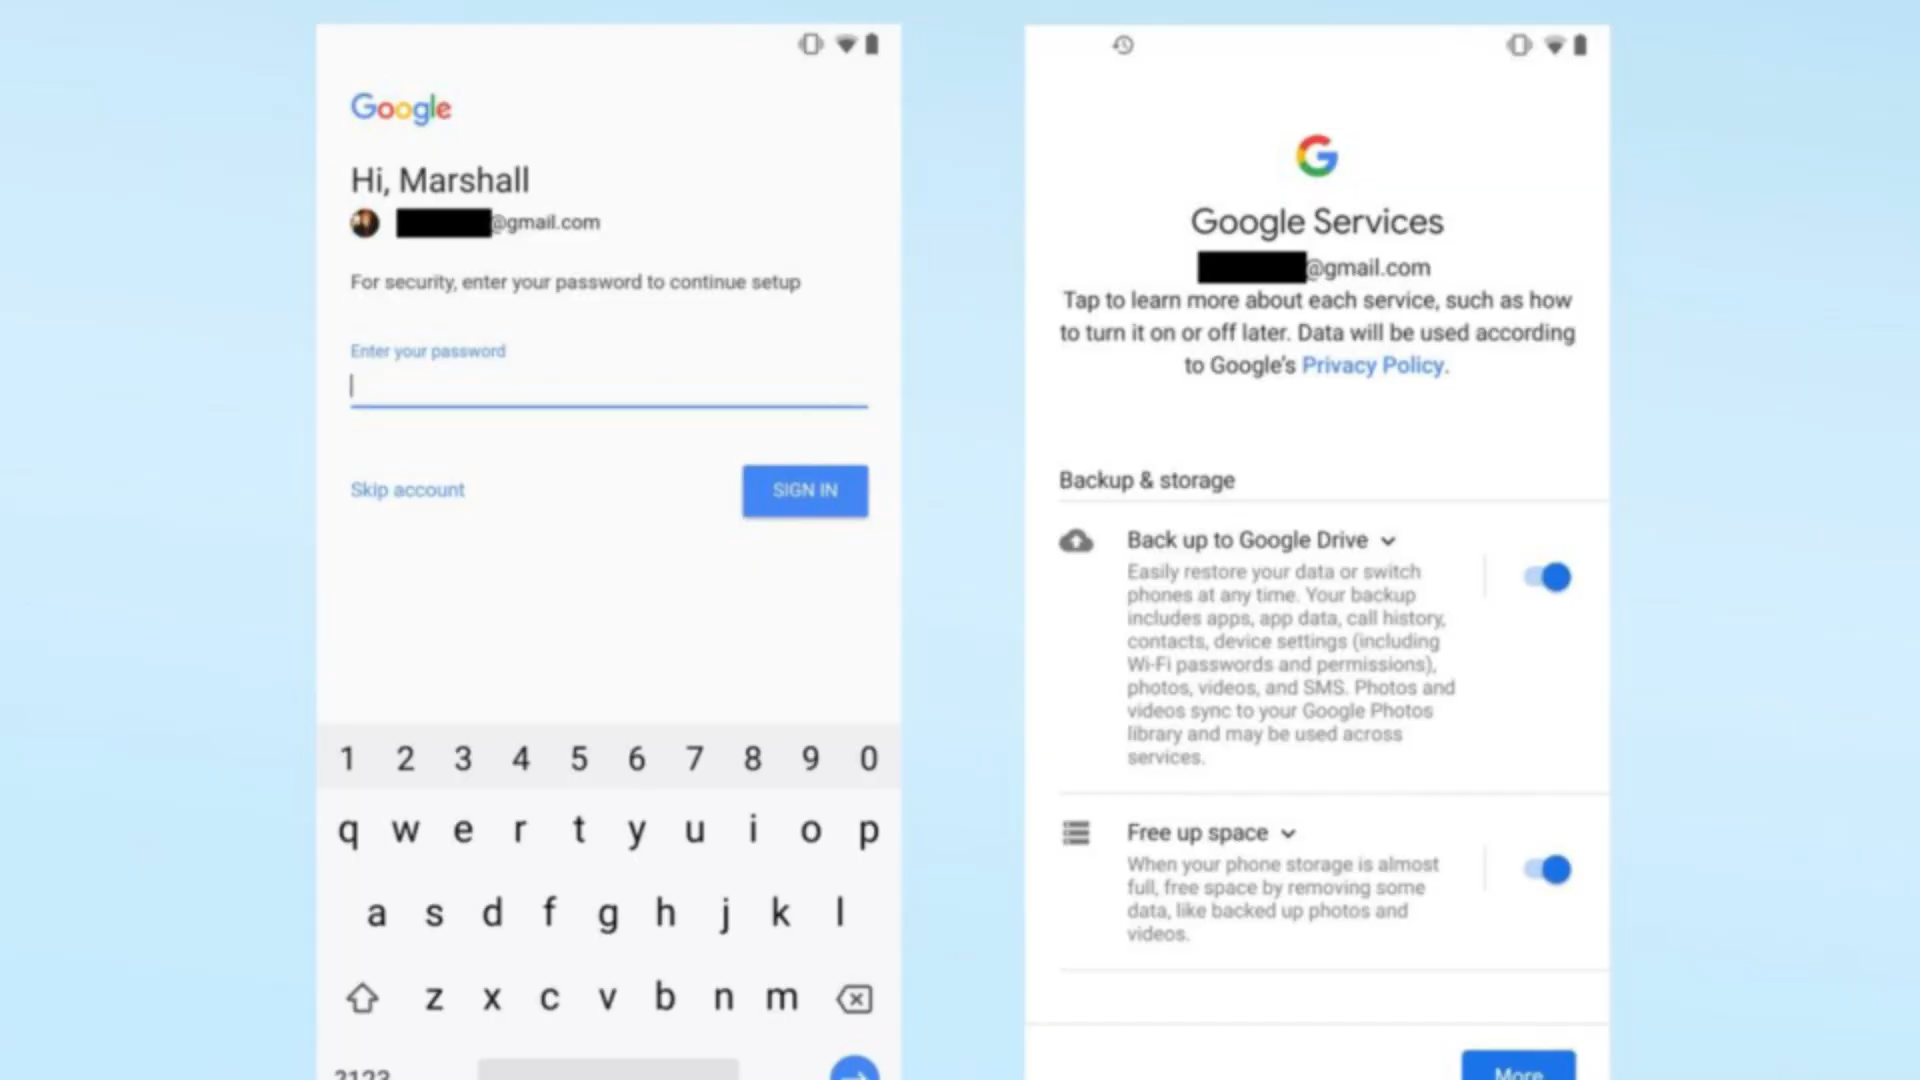 Google
Hi, Marshall
@gmail.com
For security, enter your password to continue setup
Enter your password
Skip account
SIGN IN
1 2 3 4 5 6 7 8 9 0
q w e r t y u i o p
a s d f g h j k l
z x c v b n m
?123
Google Services
@gmail.com
Tap to learn more about each service, such as how
to turn it on or off later. Data will be used according
to Google's Privacy Policy.
Backup & storage
Back up to Google Drive
Easily restore your data or switch
phones at any time. Your backup
includes apps, app data, call history,
contacts, device settings (including
Wi-Fi passwords and permissions),
photos, videos, and SMS. Photos and
videos sync to your Google Photos
library and may be used across
services.
Free up space
When your phone storage is almost
full, free space by removing some
data, like backed up photos and
videos.
More